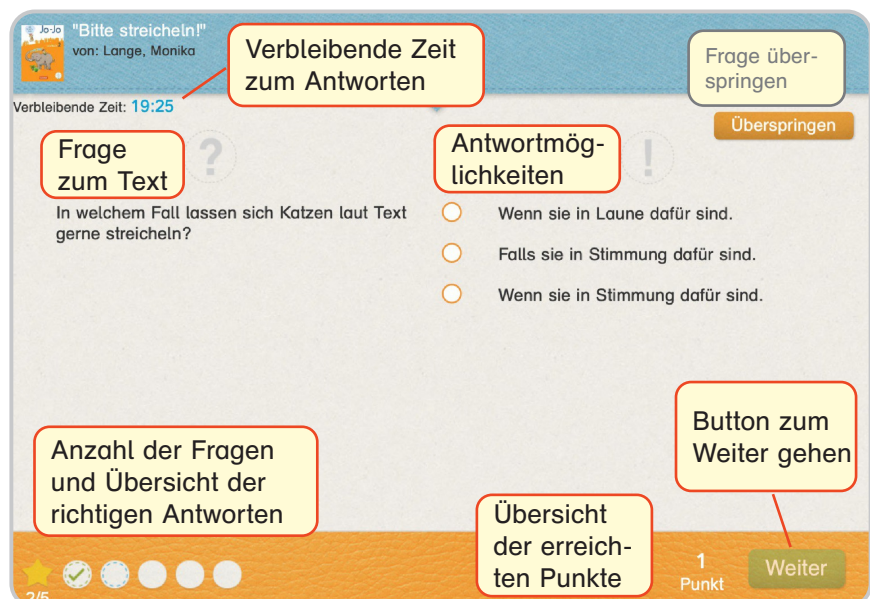 Jo-Jo
"Bitte streicheln!"
von: Lange, Monika
Verbleibende Zeit
zum Antworten
Frage über-
springen
Verbleibende Zeit: 19:25
Überspringen
Frage
zum Text
?
Antwortmög-
lichkeiten
!
In welchem Fall lassen sich Katzen laut Text
gerne streicheln?
Wenn sie in Laune dafür sind.
Falls sie in Stimmung dafür sind.
Wenn sie in Stimmung dafür sind.
Anzahl der Fragen
und Übersicht der
richtigen Antworten
Button zum
Weiter gehen
Übersicht
der erreich-
ten Punkte
1
Punkt
Weiter
2/5